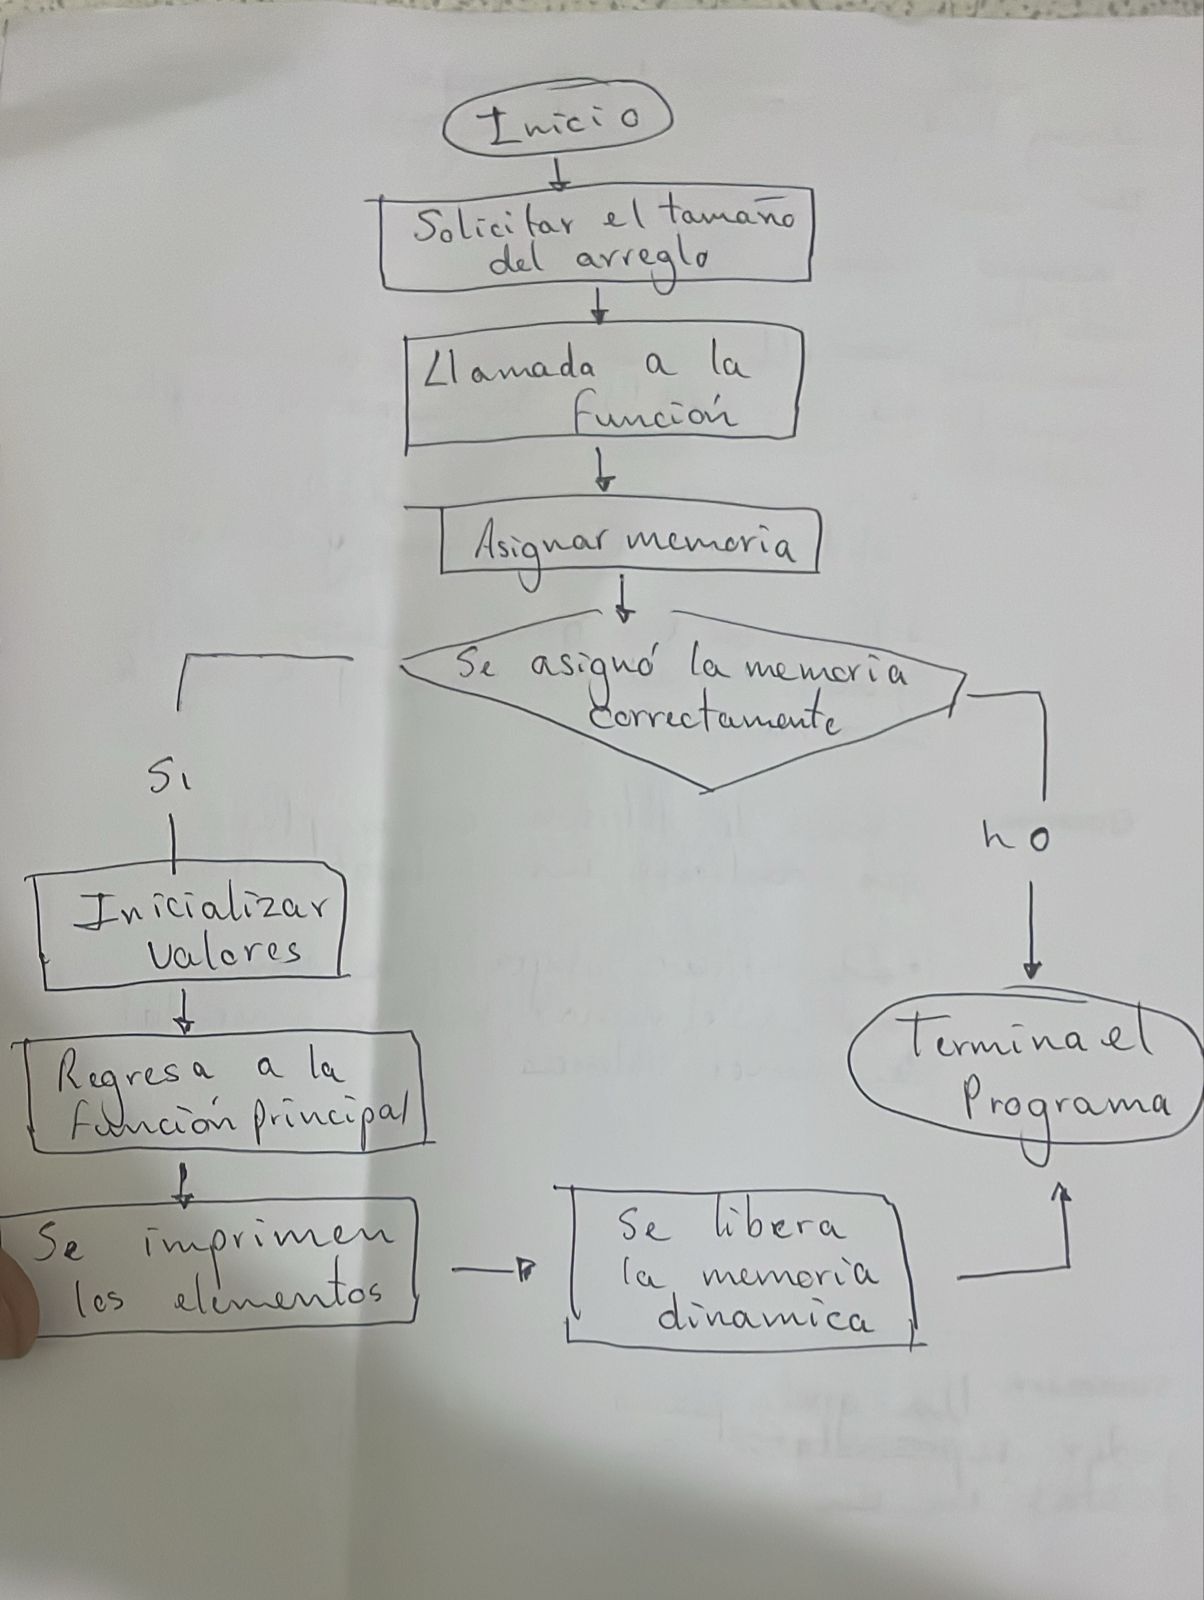 Inicio
Solicitar el tamaño
del arreglo
Llamada a la
función
Asignar memoria
Se asignó la memoria
correctamente
Si
no
Inicializar
valores
Regresa a la
función principal
Se imprimen
los elementos
Se libera
la memoria
dinamica
Termina el
Programa